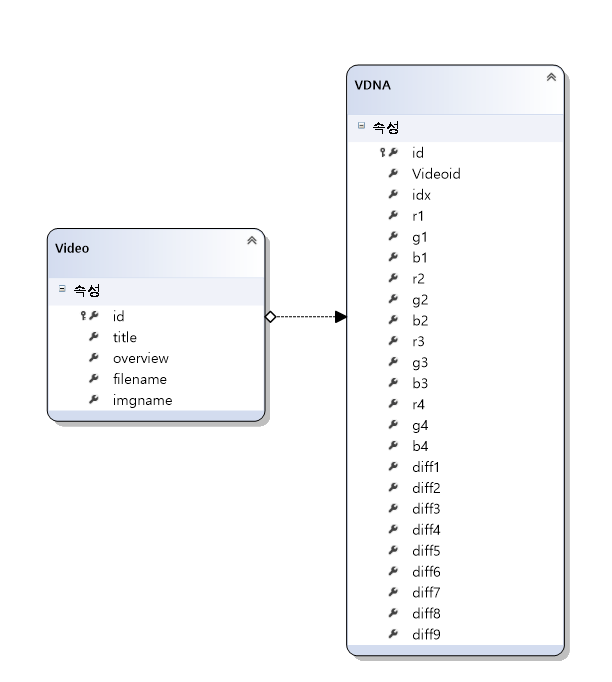 Video
속성
id
title
overview
filename
imgname
VDNA
속성
id
Videoid
idx
r1
g1
b1
r2
g2
b2
r3
g3
b3
r4
g4
b4
diff1
diff2
diff3
diff4
diff5
diff6
diff7
diff8
diff9